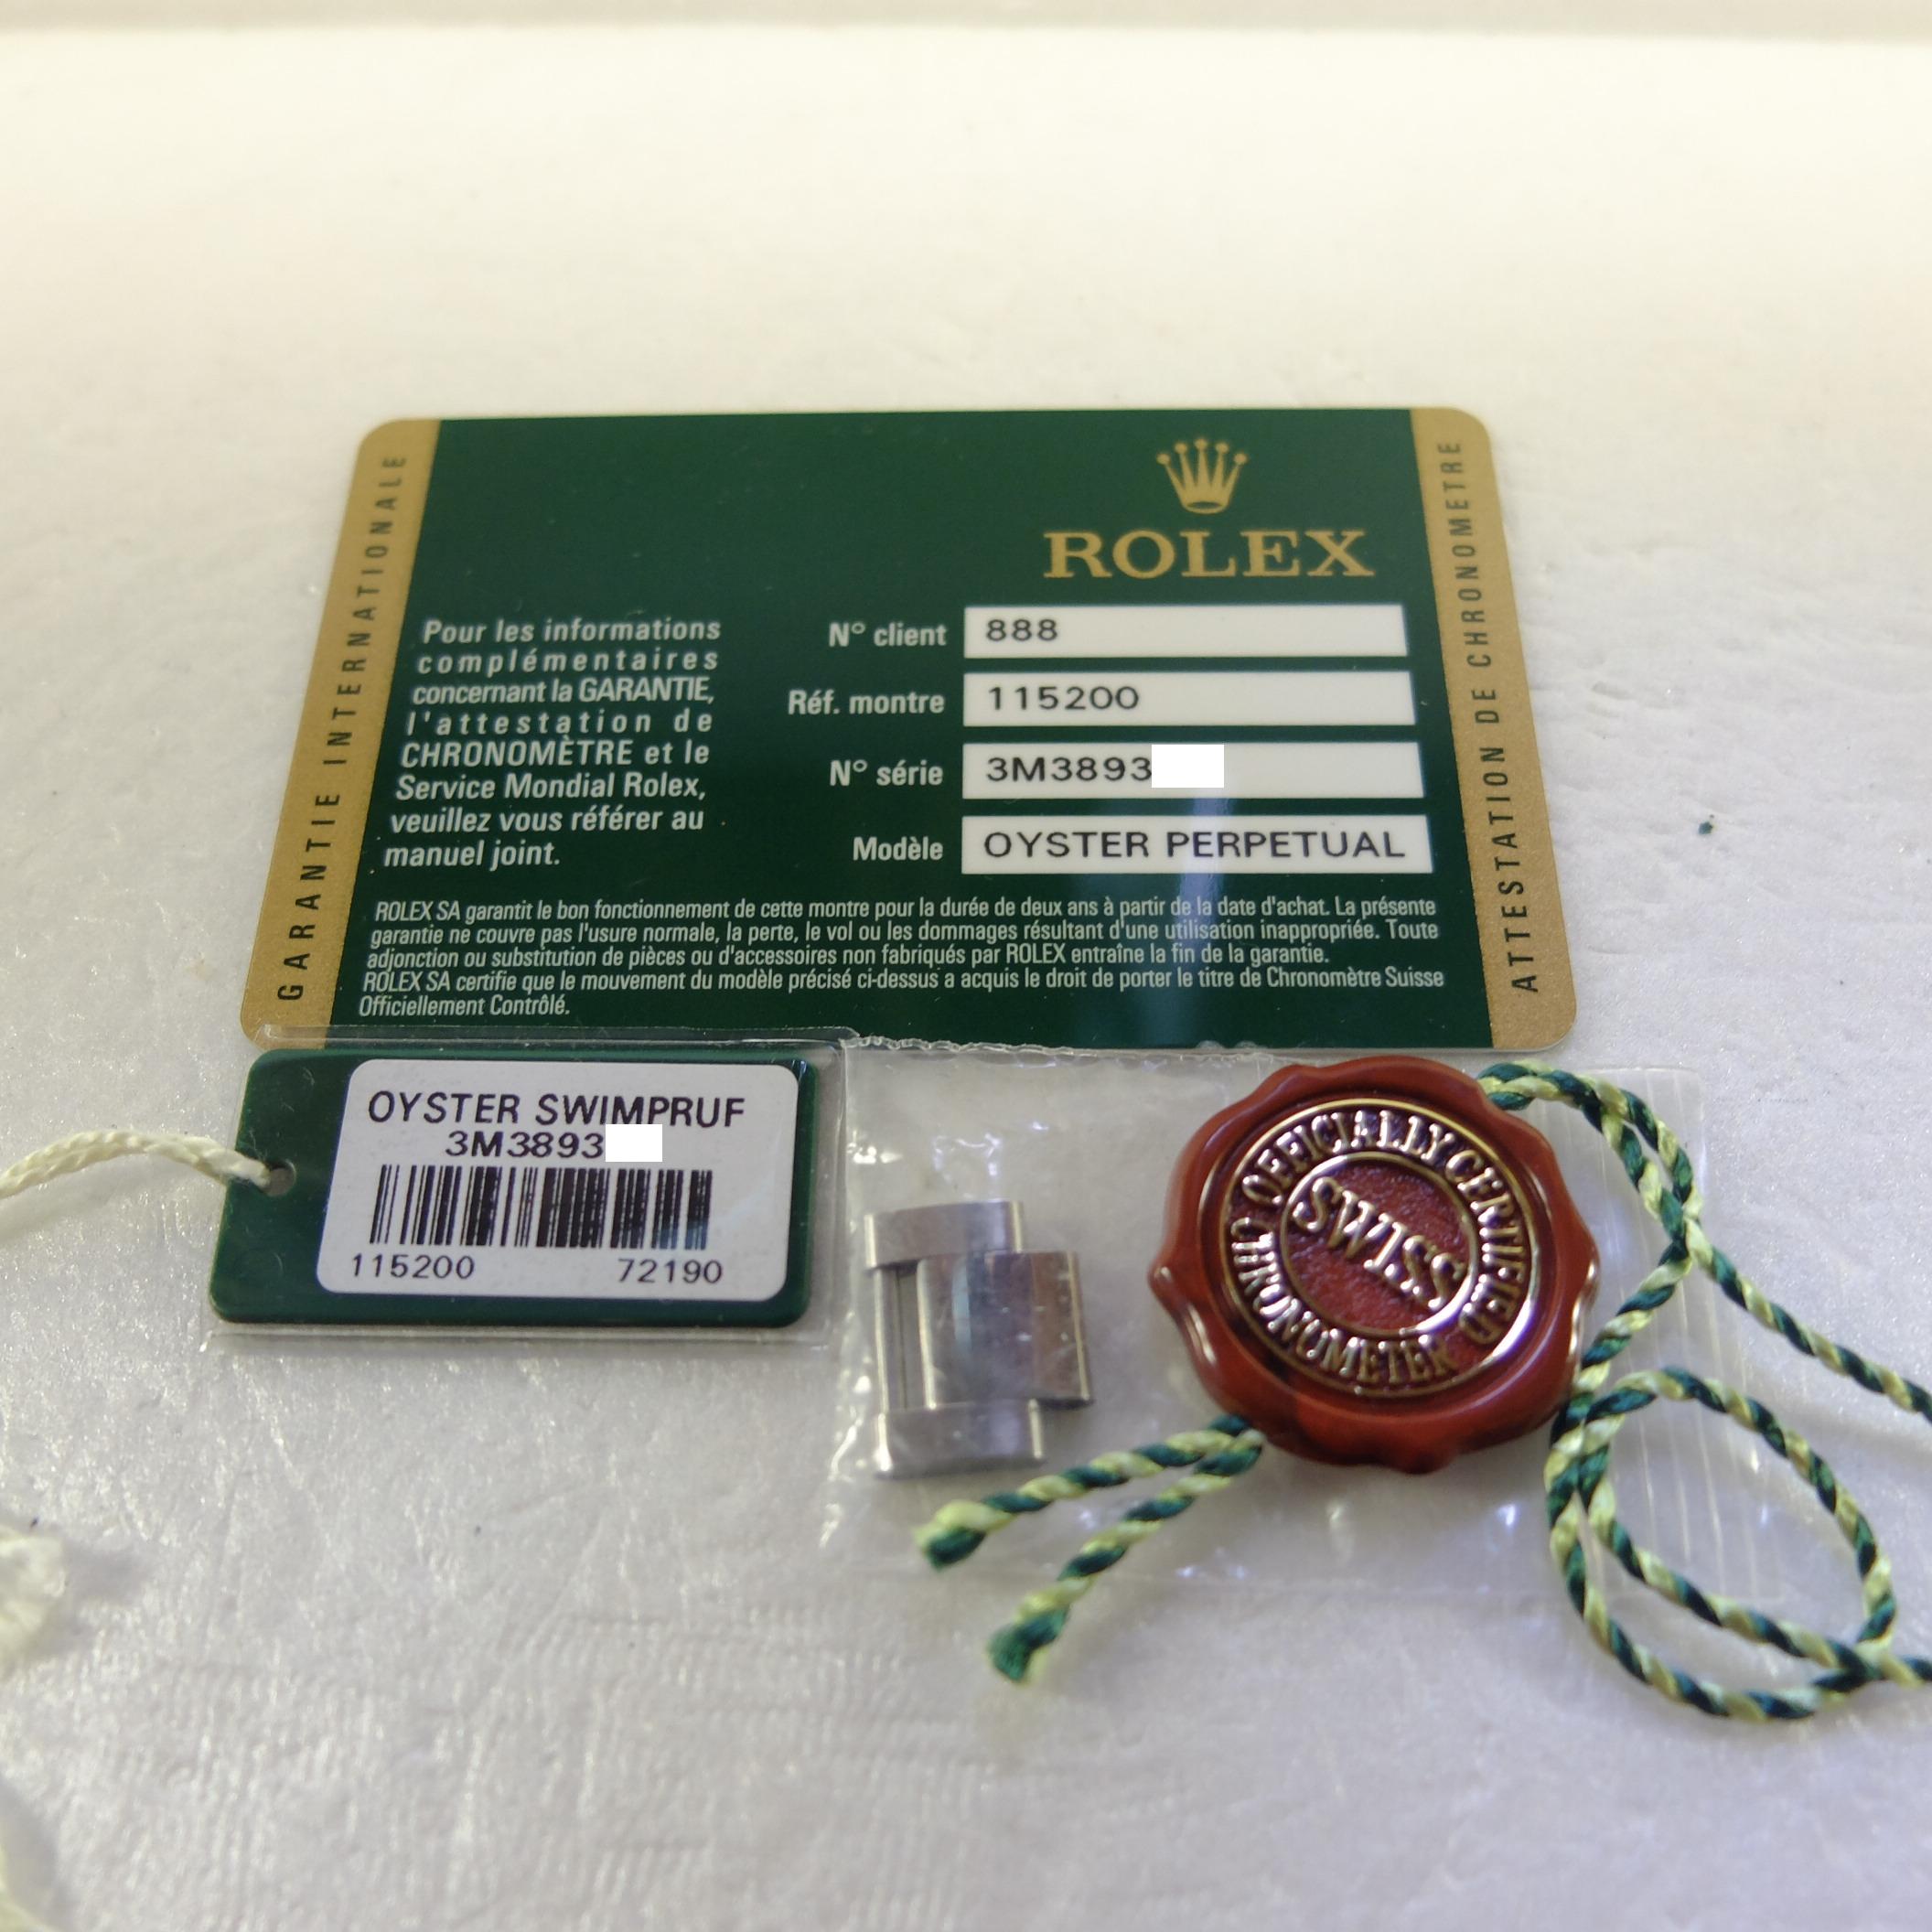 GARANTIE INTERNATIONALE
ROLEX
Pour les informations
complémentaires
concernant la GARANTIE,
l'attestation de
CHRONOMÈTRE et le
Service Mondial Rolex,
veuillez vous référer au
manuel joint.
N° client 888
Réf. montre 115200
N° série 3M3893
Modèle OYSTER PERPETUAL
ROLEX SA garantit le bon fonctionnement de cette montre pour la durée de deux ans à partir de la date d'achat. La présente
garantie ne couvre pas l'usure normale, la perte, le vol ou les dommages résultant d'une utilisation inappropriée. Toute
adjonction ou substitution de pièces ou d'accessoires non fabriqués par ROLEX entraîne la fin de la garantie.
ROLEX SA certifie que le mouvement du modèle précisé ci-dessus a acquis le droit de porter le titre de Chronomètre Suisse
Officiellement Contrôlé.
ATTESTATION DE CHRONOMETRE
OYSTER SWIMPRUF
3M3893
115200 72190
OFFICIALLY CERTIFIED
SWISS
CHRONOMETER